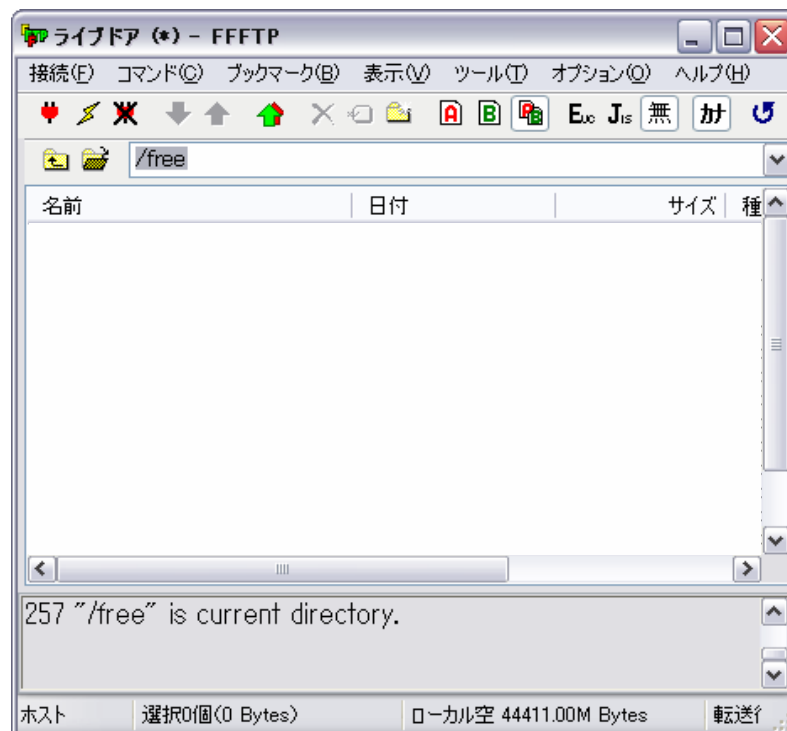 ライブドア (*) - FFFTP
接続(F) コマンド(C) ブックマーク(B) 表示(V) ツール(T) オプション(O) ヘルプ(H)
A B AB Euc JIS 無 カナ
/free
名前 日付 サイズ 種
257 "/free" is current directory.
ホスト 選択0個(0 Bytes) ローカル空 44411.00M Bytes 転送